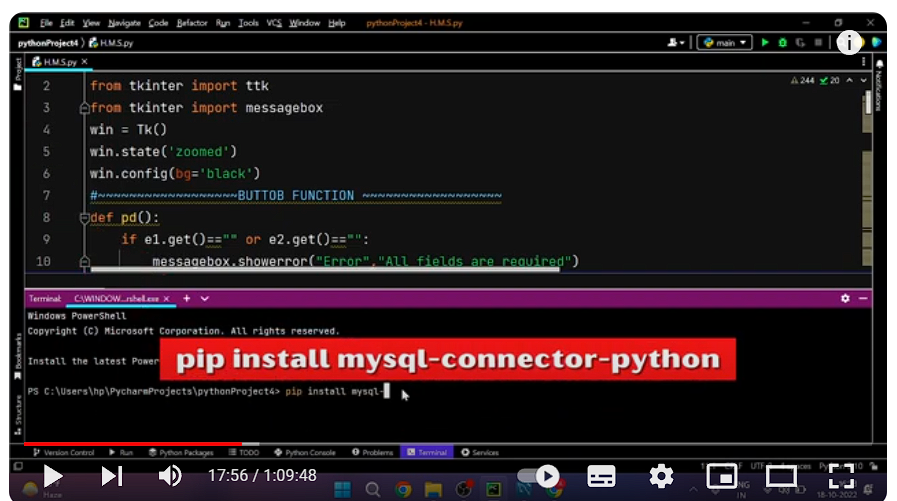 File Edit View Navigate Code Refactor Run Tools VCS Window Help pythonProject4 - H.M.S.py
pythonProject4 〉 H.M.S.py
main
Project
H.M.S.py
Notifications
244 20
2 from tkinter import ttk
3 from tkinter import messagebox
4 win = Tk()
5 win.state('zoomed')
6 win.config(bg='black')
7 #~~~~~~~~~~~~~~~~~~BUTTOB FUNCTION ~~~~~~~~~~~~~~~~~~
8 def pd():
9 if e1.get()=="" or e2.get()=="":
10 messagebox.showerror("Error","All fields are required")
Terminal: C:\WINDOW...rshell.exe × +
Windows PowerShell
Copyright (C) Microsoft Corporation. All rights reserved.
Install the latest Power
pip install mysql-connector-python
PS C:\Users\hp\PycharmProjects\pythonProject4> pip install mysql-
Bookmarks
Structure
Version Control Run Python Packages TODO Python Console Problems Terminal Services
17:56 / 1:09:48
Haze
IN
18-10-2022